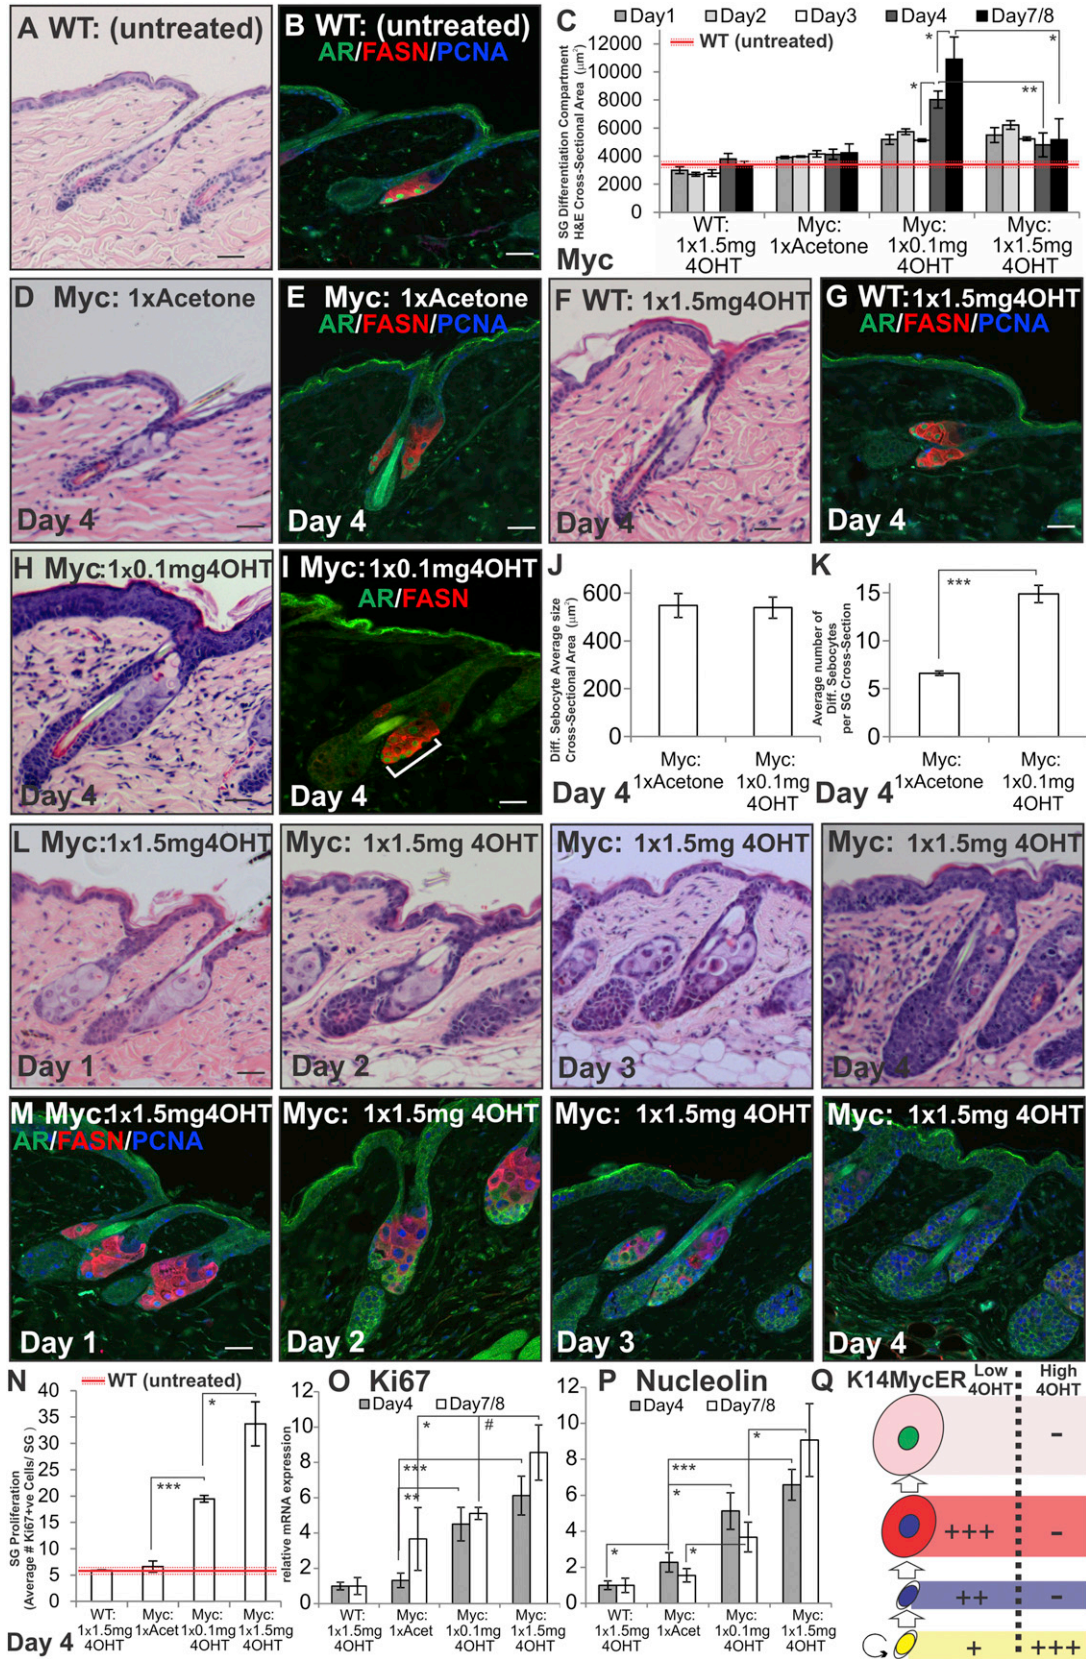 A WT: (untreated)
B WT: (untreated)
AR/FASN/PCNA
C
Day1 Day2 Day3 Day4 Day7/8
WT (untreated)
SG Differentiation Compartment
H&E Cross-Sectional Area (µm²)
12000
10000
8000
6000
4000
2000
0
* * * **
WT:
1x1.5mg
4OHT
Myc:
1xAcetone
Myc:
1x0.1mg
4OHT
Myc:
1x1.5mg
4OHT
Myc
D Myc: 1xAcetone
Day 4
E Myc: 1xAcetone
AR/FASN/PCNA
Day 4
F WT: 1x1.5mg4OHT
Day 4
G WT: 1x1.5mg4OHT
AR/FASN/PCNA
Day 4
H Myc:1x0.1mg4OHT
Day 4
I Myc:1x0.1mg4OHT
AR/FASN
Day 4
J
Diff. Sebocyte Average size
Cross-Sectional Area (µm²)
600
400
200
0
Myc:
1xAcetone
Myc:
1x0.1mg
4OHT
Day 4
K
Average number of
Diff. Sebocytes
per SG Cross-Section
15
10
5
0
***
Myc:
1xAcetone
Myc:
1x0.1mg
4OHT
Day 4
L Myc:1x1.5mg4OHT
Day 1
Myc: 1x1.5mg 4OHT
Day 2
Myc: 1x1.5mg 4OHT
Day 3
Myc: 1x1.5mg 4OHT
Day 4
M Myc:1x1.5mg4OHT
AR/FASN/PCNA
Day 1
Myc: 1x1.5mg 4OHT
Day 2
Myc: 1x1.5mg 4OHT
Day 3
Myc: 1x1.5mg 4OHT
Day 4
N
WT (untreated)
SG Proliferation
(Average # Ki67+ve Cells/ SG)
40
35
30
25
20
15
10
5
0
*** *
WT:
1x1.5mg
4OHT
Myc:
1xAcet
Myc:
1x0.1mg
4OHT
Myc:
1x1.5mg
4OHT
Day 4
O Ki67
Day4 Day7/8
relative mRNA expression
12
10
8
6
4
2
0
* # *** **
WT:
1x1.5mg
4OHT
Myc:
1xAcet
Myc:
1x0.1mg
4OHT
Myc:
1x1.5mg
4OHT
P Nucleolin
Day4 Day7/8
12
10
8
6
4
2
0
* *** * * *
WT:
1x1.5mg
4OHT
Myc:
1xAcet
Myc:
1x0.1mg
4OHT
Myc:
1x1.5mg
4OHT
Q K14MycER
Low
4OHT
High
4OHT
-
+++ -
++ -
+ +++